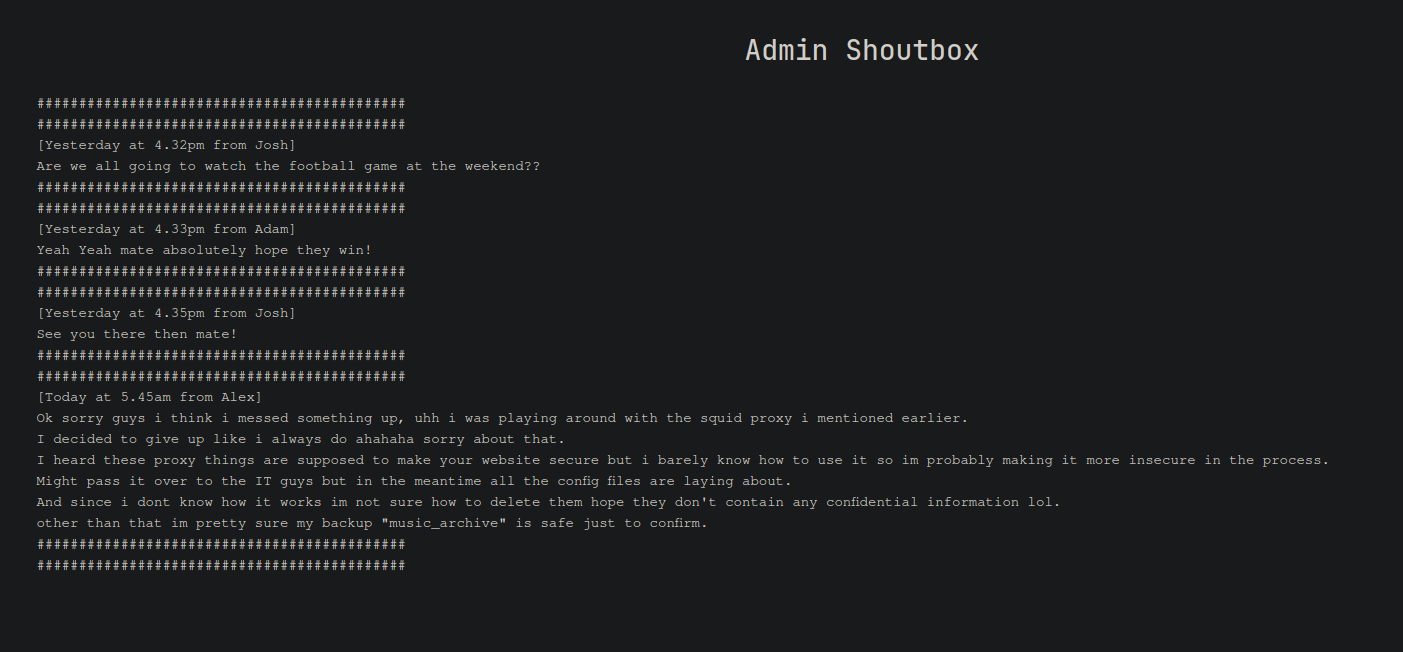 Admin Shoutbox
############################################
############################################
[Yesterday at 4.32pm from Josh]
Are we all going to watch the football game at the weekend??
############################################
############################################
[Yesterday at 4.33pm from Adam]
Yeah Yeah mate absolutely hope they win!
############################################
############################################
[Yesterday at 4.35pm from Josh]
See you there then mate!
############################################
############################################
[Today at 5.45am from Alex]
Ok sorry guys i think i messed something up, uhh i was playing around with the squid proxy i mentioned earlier.
I decided to give up like i always do ahahaha sorry about that.
I heard these proxy things are supposed to make your website secure but i barely know how to use it so im probably making it more insecure in the process.
Might pass it over to the IT guys but in the meantime all the config files are laying about.
And since i dont know how it works im not sure how to delete them hope they don't contain any confidential information lol.
other than that im pretty sure my backup "music_archive" is safe just to confirm.
############################################
############################################